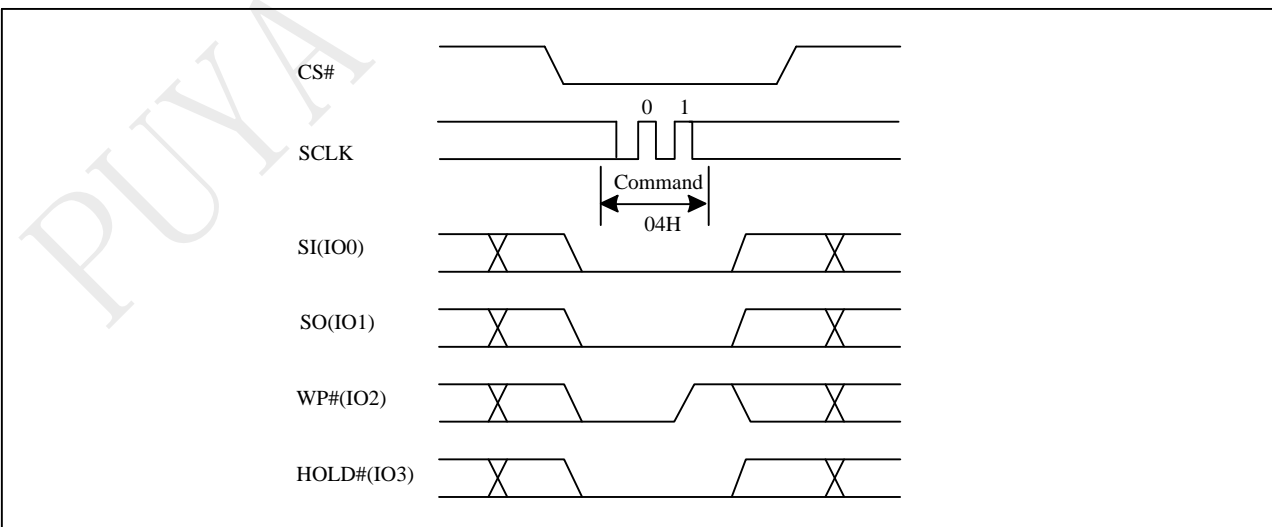 PUYA
CS#
0 1
SCLK
Command
04H
SI(IO0)
SO(IO1)
WP#(IO2)
HOLD#(IO3)